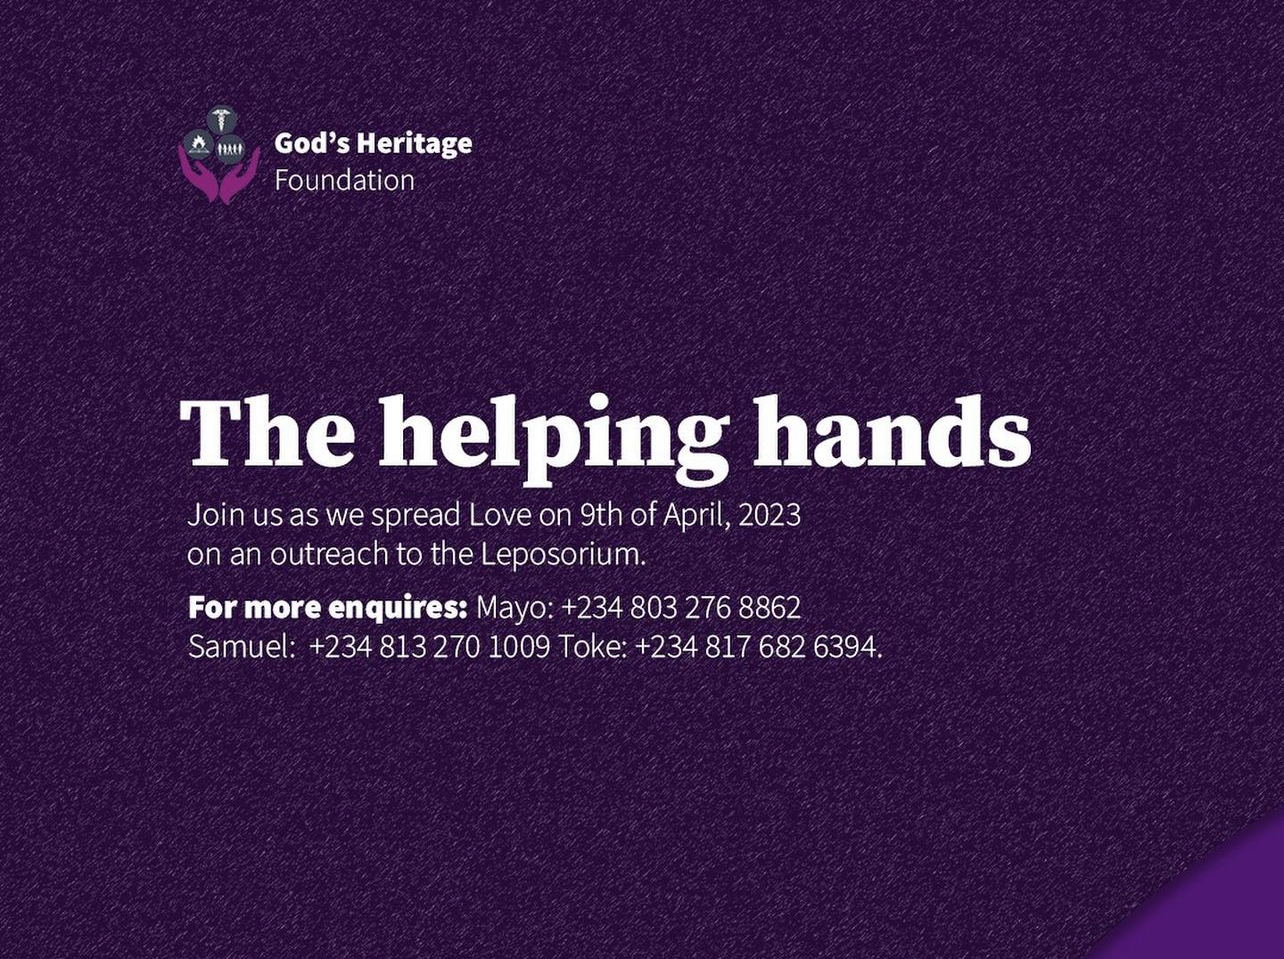 God's Heritage
Foundation
The helping hands
Join us as we spread Love on 9th of April, 2023
on an outreach to the Leposorium.
For more enquires: Mayo: +234 803 276 8862
Samuel: +234 813 270 1009 Toke: +234 817 682 6394.